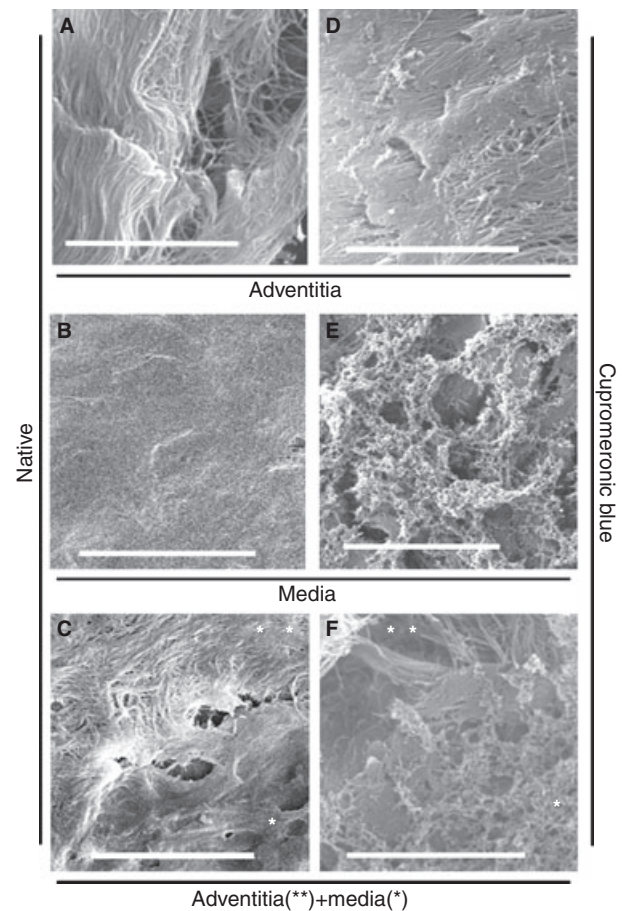 A
D
Adventitia
B
E
Media
Native
Cupromeronic blue
C
* *
*
F
* *
*
Adventitia(**)+media(*)